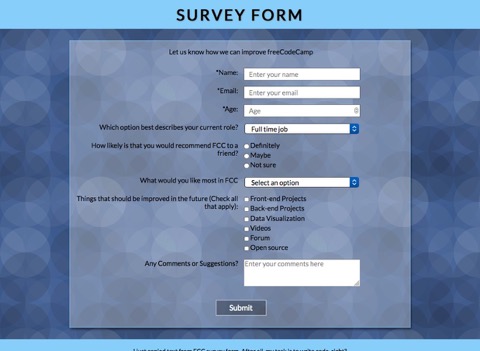 SURVEY FORM
Let us know how we can improve freeCodeCamp
*Name: Enter your name
*Email: Enter your email
*Age: Age
Which option best describes your current role? Full time job
How likely is that you would recommend FCC to a
friend?
Definitely
Maybe
Not sure
What would you like most in FCC Select an option
Things that should be improved in the future (Check
all that apply):
Front-end Projects
Back-end Projects
Data Visualization
Videos
Forum
Open source
Any Comments or Suggestions? Enter your comments here
Submit